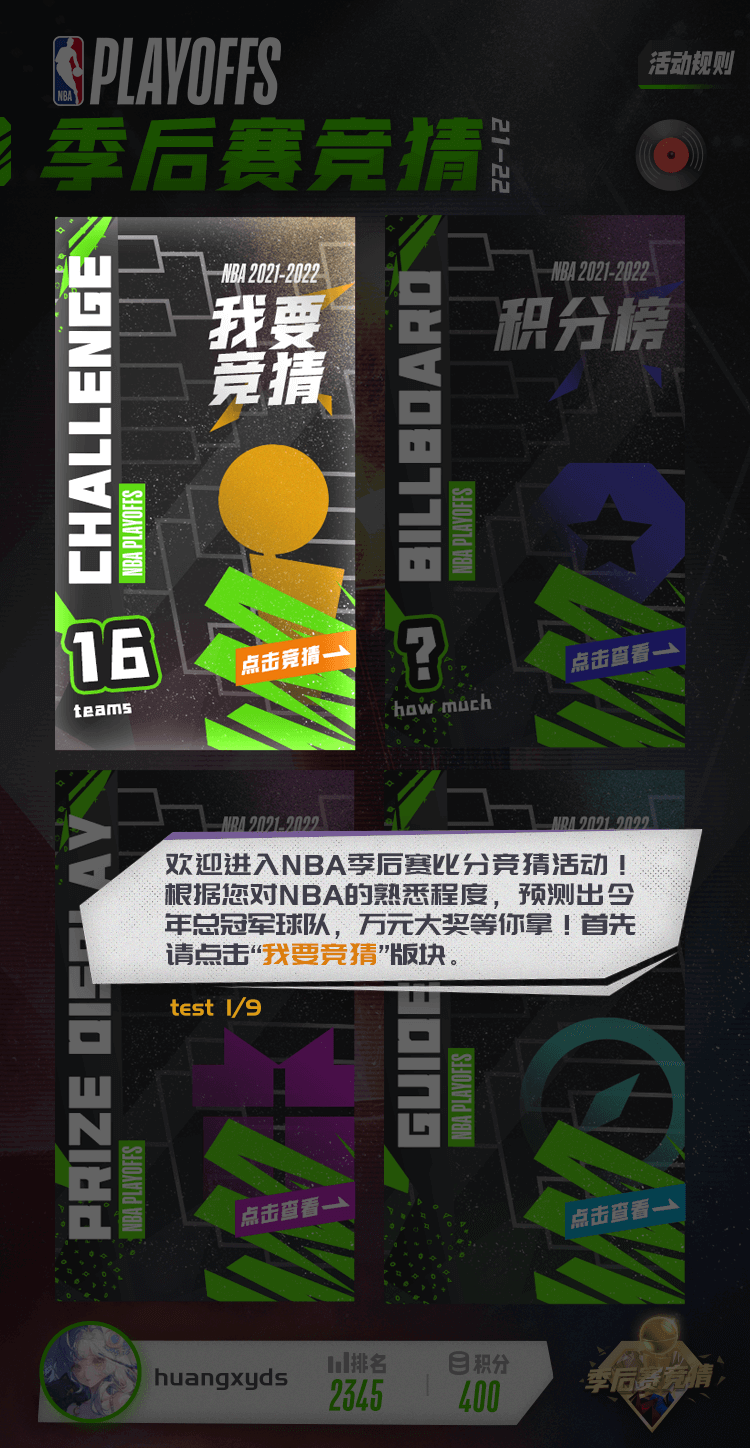 NBA
PLAYOFFS
活动规则
季后赛竞猜
21-22
CHALLENGE
NBA PLAYOFFS
NBA 2021-2022
我要
竞猜
16
teams
点击竞猜
BILLBOARD
NBA PLAYOFFS
NBA 2021-2022
积分榜
?
how much
点击查看
PRIZE DISPLAY
NBA PLAYOFFS
NBA 2021-2022
点击查看
GUIDE
NBA PLAYOFFS
NBA 2021-2022
点击查看
欢迎进入NBA季后赛比分竞猜活动！
根据您对NBA的熟悉程度，预测出今
年总冠军球队，万元大奖等你拿！首先
请点击“我要竞猜”版块。
test 1/9
huangxyds
排名
2345
积分
400
季后赛竞猜